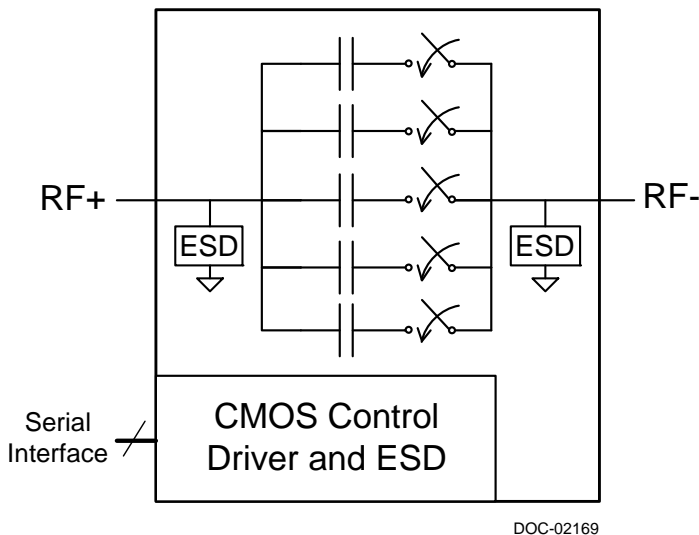 RF+
RF-
ESD
ESD
Serial
Interface
CMOS Control
Driver and ESD
DOC-02169